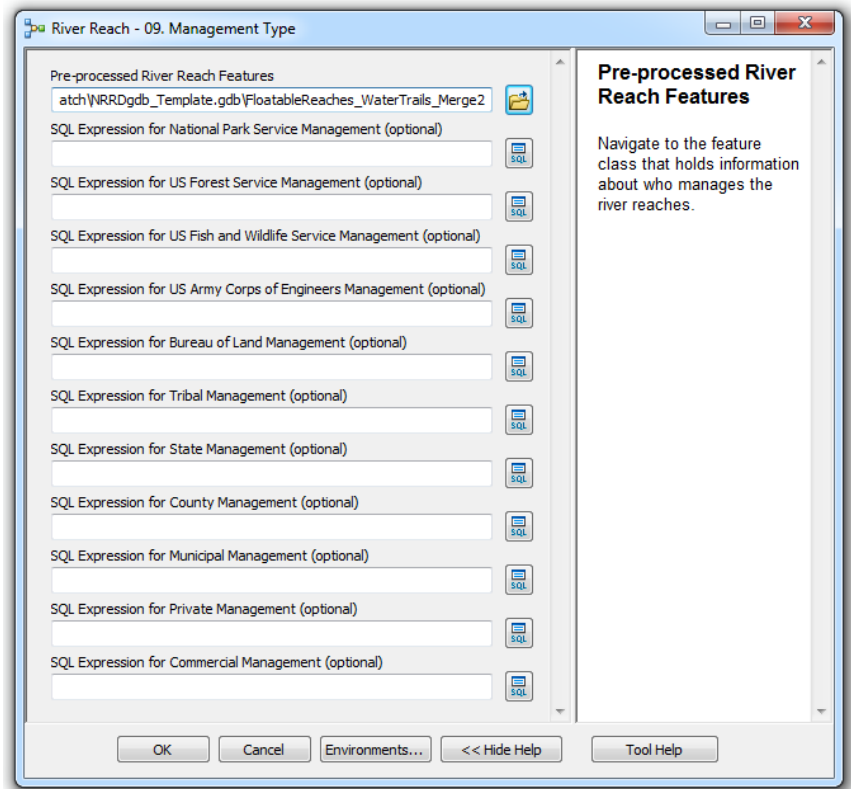 River Reach - 09. Management Type
Pre-processed River Reach Features
atch\NRRDgdb_Template.gdb\FloatableReaches_WaterTrails_Merge2
SQL Expression for National Park Service Management (optional)
SQL
SQL Expression for US Forest Service Management (optional)
SQL
SQL Expression for US Fish and Wildlife Service Management (optional)
SQL
SQL Expression for US Army Corps of Engineers Management (optional)
SQL
SQL Expression for Bureau of Land Management (optional)
SQL
SQL Expression for Tribal Management (optional)
SQL
SQL Expression for State Management (optional)
SQL
SQL Expression for County Management (optional)
SQL
SQL Expression for Municipal Management (optional)
SQL
SQL Expression for Private Management (optional)
SQL
SQL Expression for Commercial Management (optional)
SQL
Pre-processed River
Reach Features
Navigate to the feature
class that holds information
about who manages the
river reaches.
OK
Cancel
Environments...
<< Hide Help
Tool Help